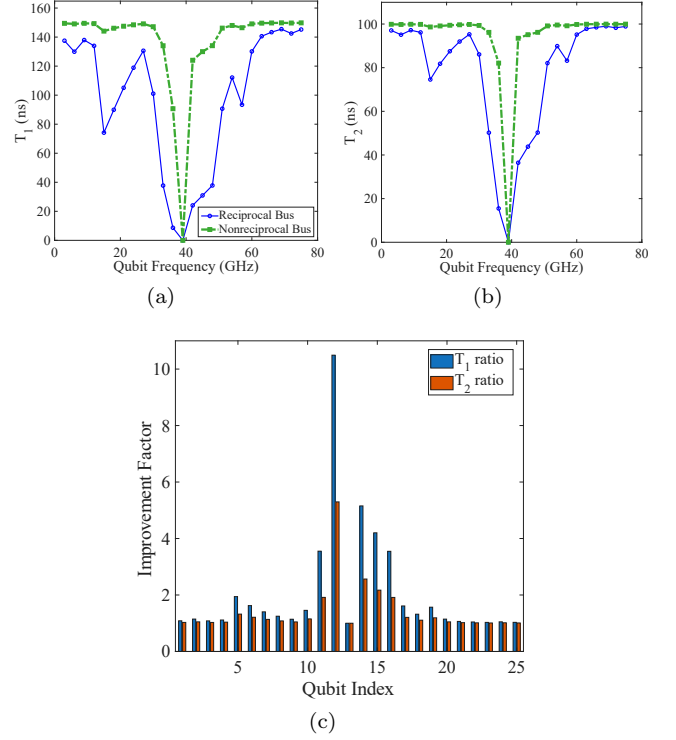 160
140
120
100
80
60
40
20
0
T1 (ns)
0 20 40 60 80
Qubit Frequency (GHz)
Reciprocal Bus
Nonreciprocal Bus
(a)
100
80
60
40
20
0
T2 (ns)
0 20 40 60 80
Qubit Frequency (GHz)
(b)
10
8
6
4
2
0
Improvement Factor
T1 ratio
T2 ratio
5 10 15 20 25
Qubit Index
(c)